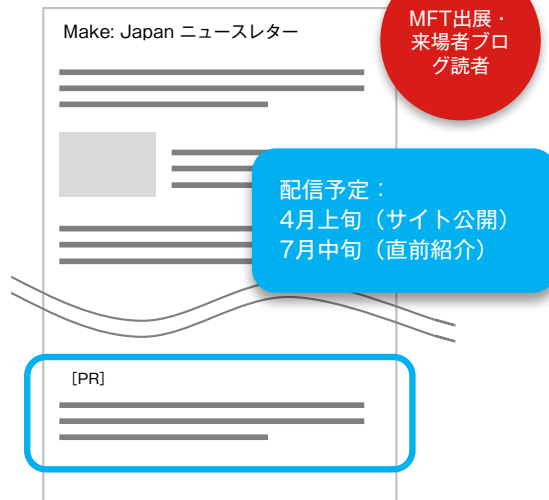 Make: Japan ニュースレター
MFT出展・
来場者ブロ
グ読者
配信予定：
4月上旬（サイト公開）
7月中旬（直前紹介）
［PR］